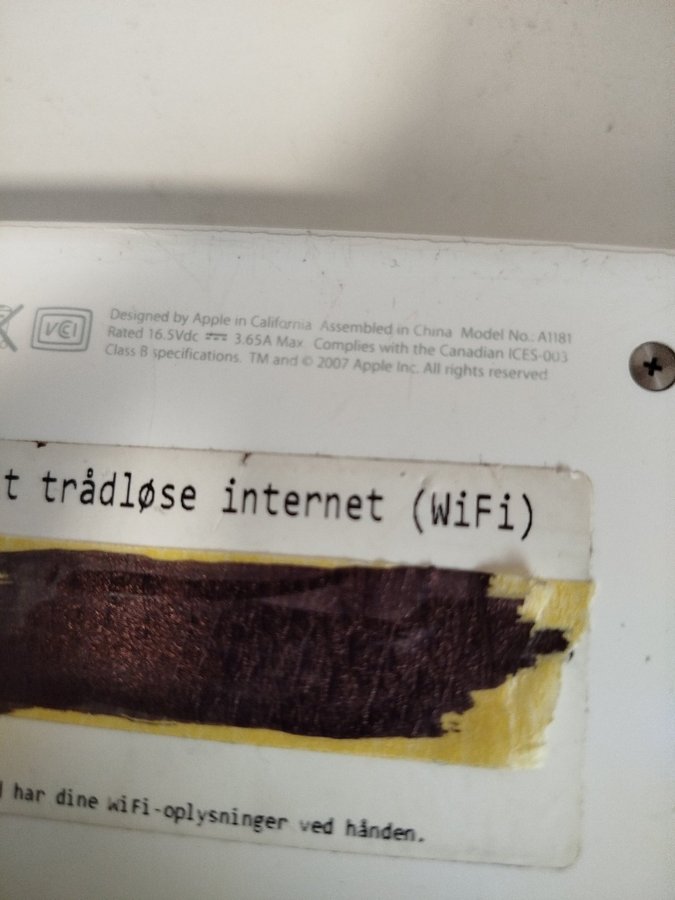 VCI
Designed by Apple in California Assembled in China Model No.: A1181
Rated 16.5Vdc ⎓ 3.65A Max Complies with the Canadian ICES-003
Class B specifications. TM and © 2007 Apple Inc. All rights reserved
t trådløse internet (WiFi)
har dine WiFi-oplysninger ved hånden.